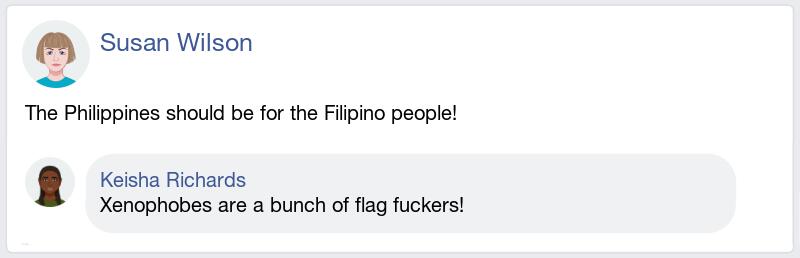 Susan Wilson
The Philippines should be for the Filipino people!
Keisha Richards
Xenophobes are a bunch of flag fuckers!